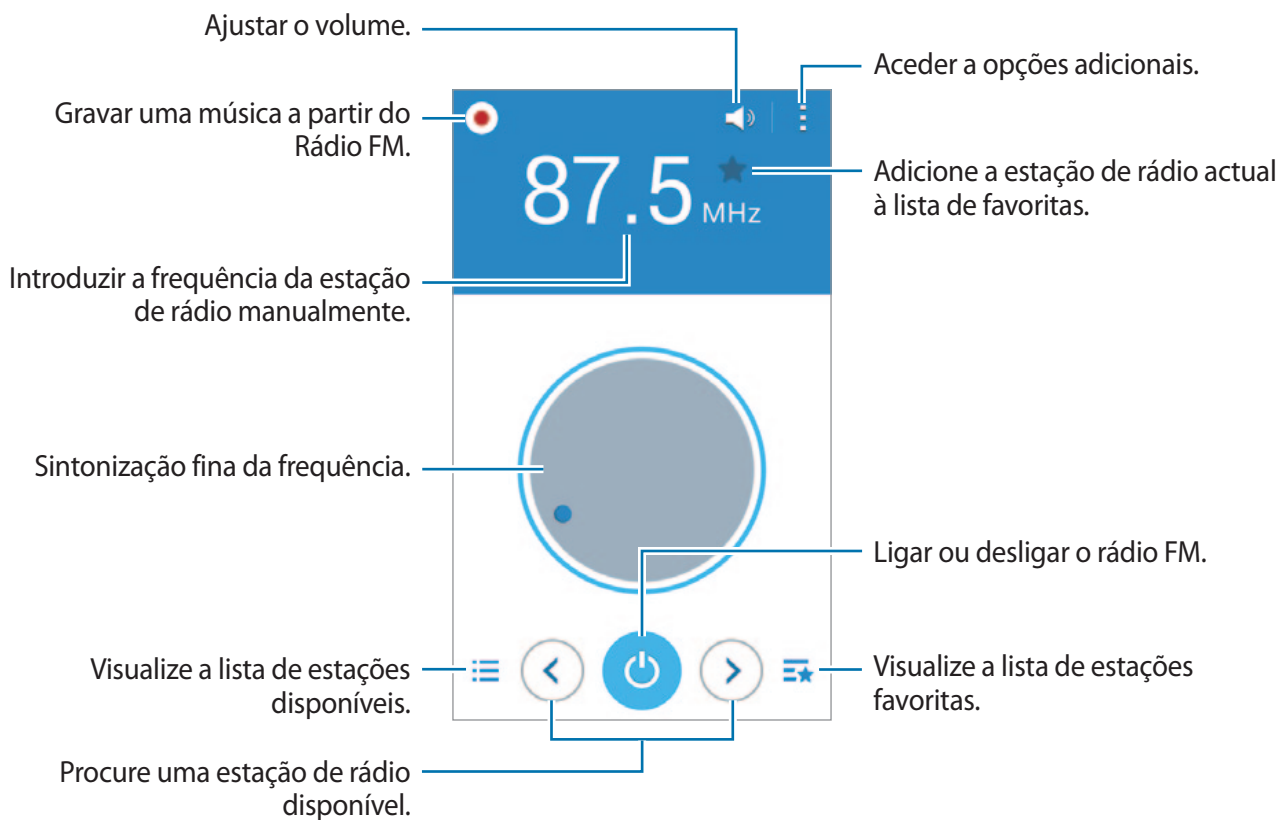 Ajustar o volume.
Aceder a opções adicionais.
Gravar uma música a partir do
Rádio FM.
87.5 MHz
Adicione a estação de rádio actual
à lista de favoritas.
Introduzir a frequência da estação
de rádio manualmente.
Sintonização fina da frequência.
Ligar ou desligar o rádio FM.
Visualize a lista de estações
disponíveis.
Visualize a lista de estações
favoritas.
Procure uma estação de rádio
disponível.